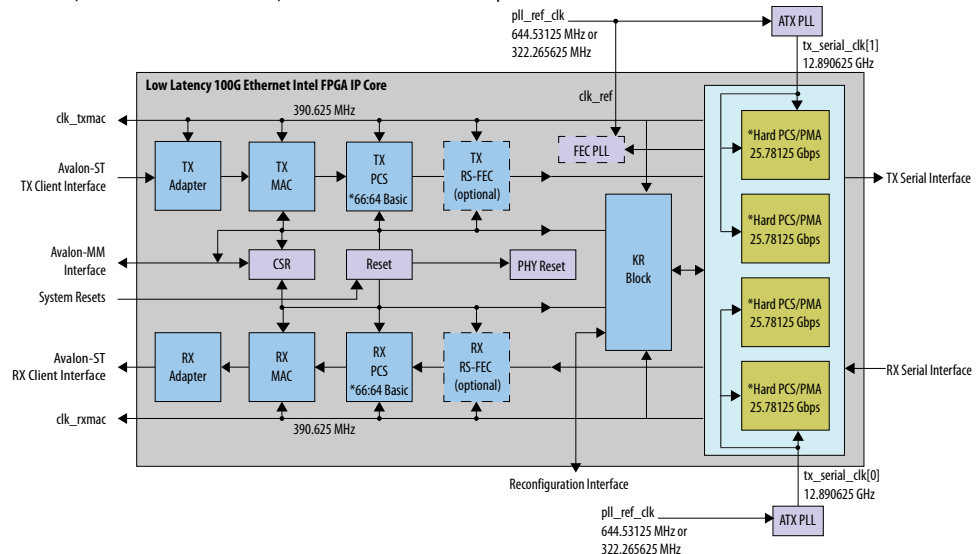 pll_ref_clk
644.53125 MHz or
322.265625 MHz
ATX PLL
tx_serial_clk[1]
12.890625 GHz
Low Latency 100G Ethernet Intel FPGA IP Core
clk_ref
clk_txmac
390.625 MHz
FEC PLL
*Hard PCS/PMA
25.78125 Gbps
Avalon-ST
TX Client Interface
TX
Adapter
TX
MAC
TX
PCS
*66:64 Basic
TX
RS-FEC
(optional)
TX Serial Interface
*Hard PCS/PMA
25.78125 Gbps
Avalon-MM
Interface
CSR
Reset
PHY Reset
KR
Block
System Resets
*Hard PCS/PMA
25.78125 Gbps
Avalon-ST
RX Client Interface
RX
Adapter
RX
MAC
RX
PCS
*66:64 Basic
RX
RS-FEC
(optional)
RX Serial Interface
*Hard PCS/PMA
25.78125 Gbps
clk_rxmac
390.625 MHz
Reconfiguration Interface
tx_serial_clk[0]
12.890625 GHz
pll_ref_clk
644.53125 MHz or
322.265625 MHz
ATX PLL